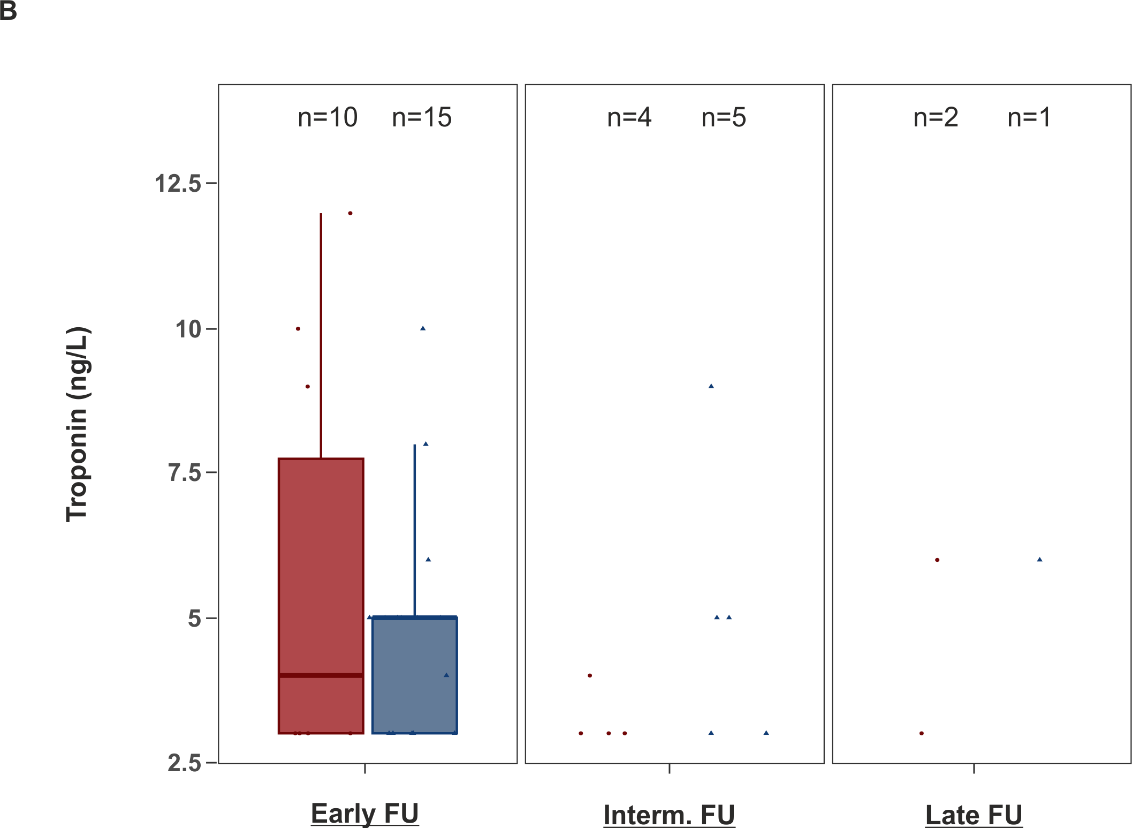 B
n=10 n=15 n=4 n=5 n=2 n=1
12.5
10
7.5
5
2.5
Troponin (ng/L)
Early FU Interm. FU Late FU